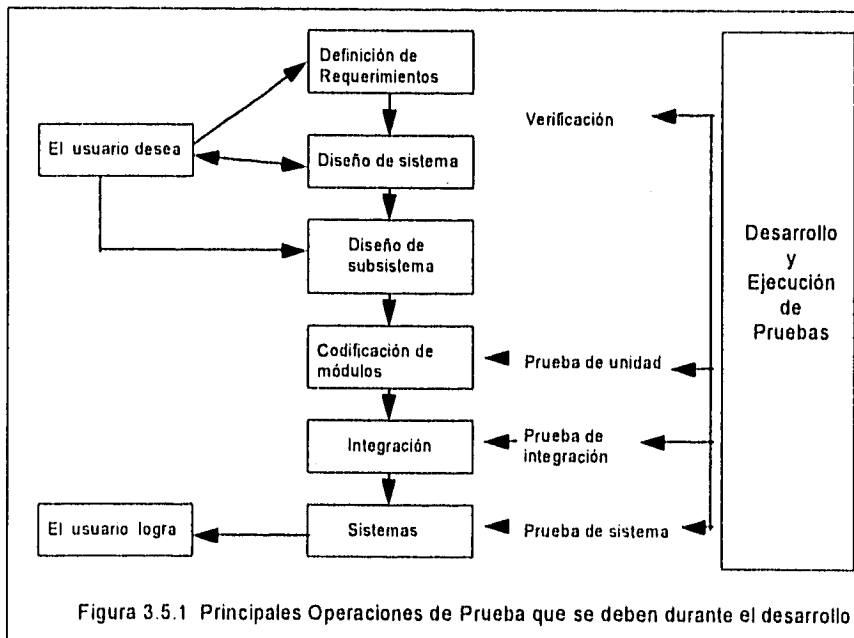 Definición de
Requerimientos
Verificación
El usuario desea
Diseño de sistema
Diseño de
subsistema
Desarrollo
y
Ejecución
de
Pruebas
Codificación de
módulos
Prueba de unidad
Integración
Prueba de
integración
El usuario logra
Sistemas
Prueba de sistema
Figura 3.5.1 Principales Operaciones de Prueba que se deben durante el desarrollo